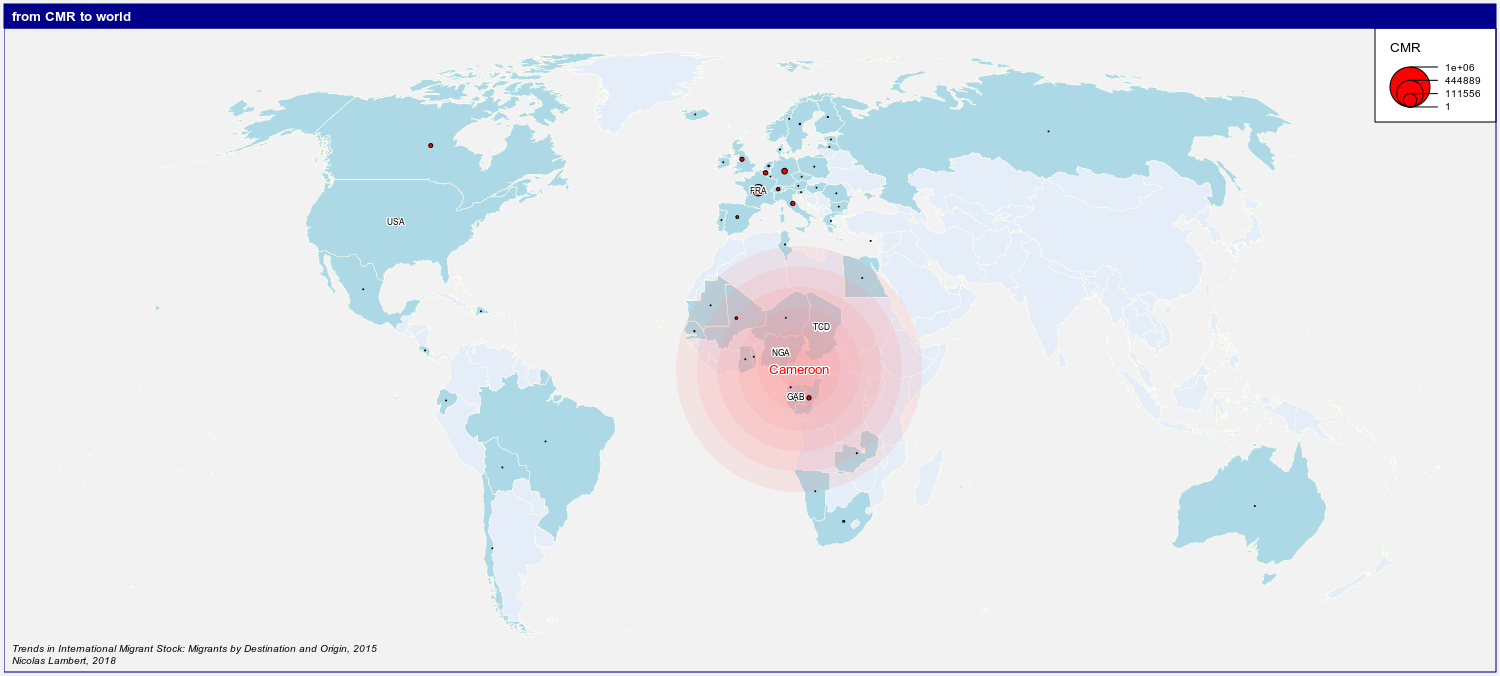 from CMR to world
CMR
1e+06
444889
111556
1
FRA
USA
TCD
NGA
Cameroon
GAB
Trends in International Migrant Stock: Migrants by Destination and Origin, 2015
Nicolas Lambert, 2018